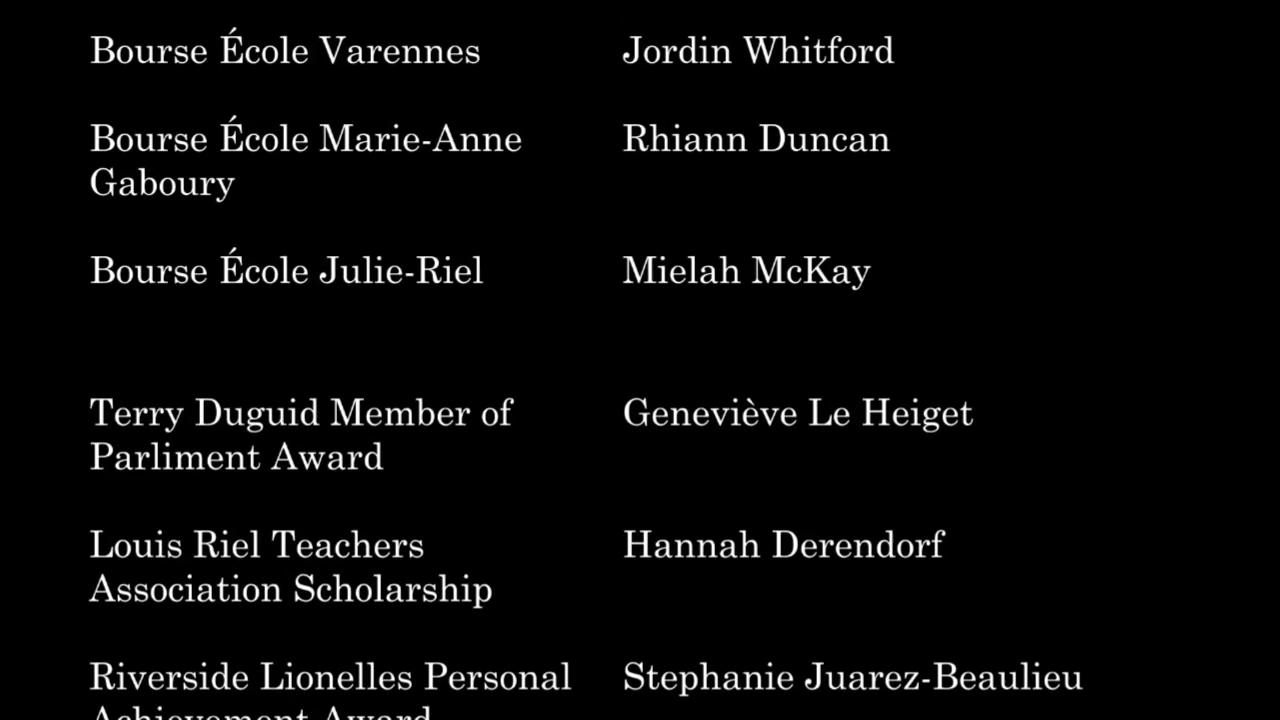 Bourse École Varennes Jordin Whitford
Bourse École Marie-Anne Rhiann Duncan
Gaboury
Bourse École Julie-Riel Mielah McKay
Terry Duguid Member of Geneviève Le Heiget
Parliment Award
Louis Riel Teachers Hannah Derendorf
Association Scholarship
Riverside Lionelles Personal Stephanie Juarez-Beaulieu
Achievement Award